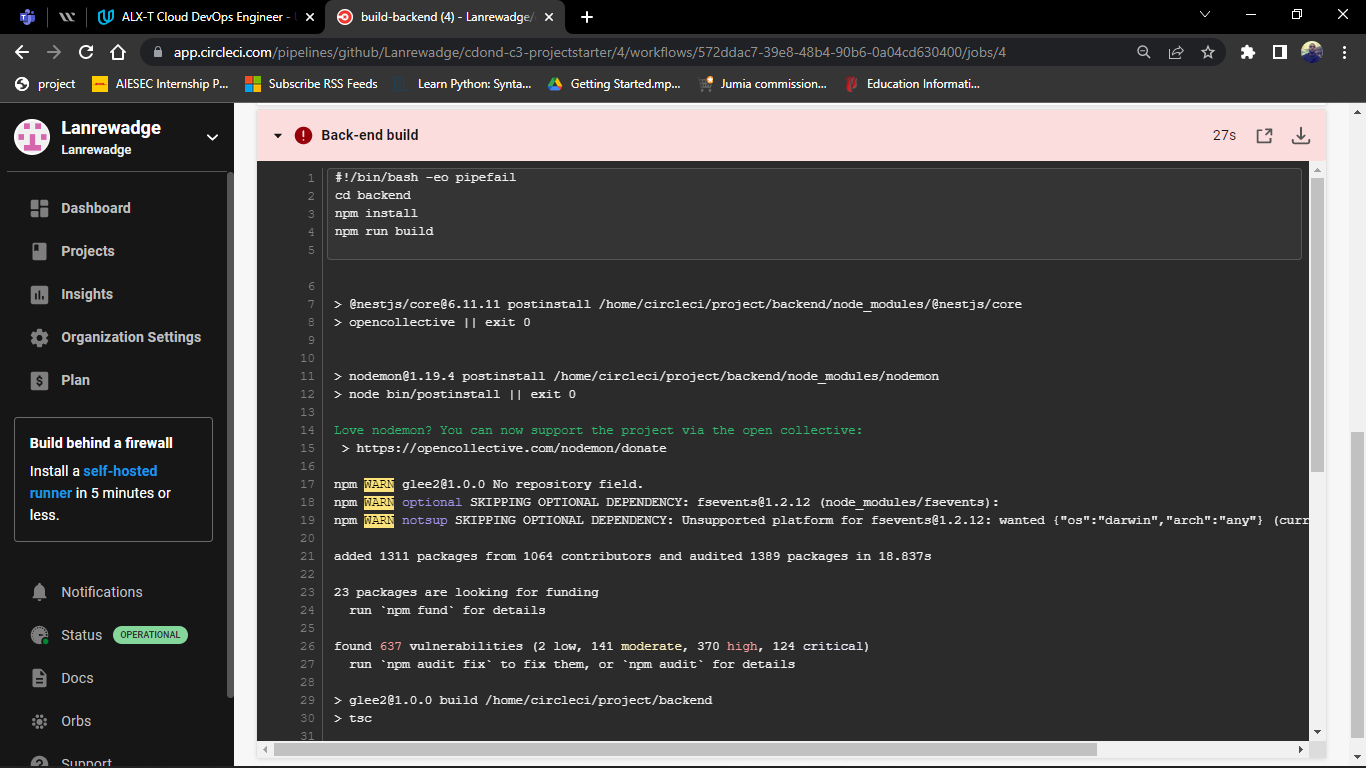 ALX-T Cloud DevOps Engineer -
build-backend (4) - Lanrewadge/
app.circleci.com/pipelines/github/Lanrewadge/cdond-c3-projectstarter/4/workflows/572ddac7-39e8-48b4-90b6-0a04cd630400/jobs/4
project
AIESEC Internship P...
Subscribe RSS Feeds
Learn Python: Synta...
Getting Started.mp...
Jumia commission...
Education Informati...
Lanrewadge
Lanrewadge
Dashboard
Projects
Insights
Organization Settings
Plan
Build behind a firewall
Install a self-hosted
runner in 5 minutes or
less.
Notifications
Status OPERATIONAL
Docs
Orbs
Support
Back-end build 27s
1 #!/bin/bash -eo pipefail
2 cd backend
3 npm install
4 npm run build
5
6
7 > @nestjs/core@6.11.11 postinstall /home/circleci/project/backend/node_modules/@nestjs/core
8 > opencollective || exit 0
9
10
11 > nodemon@1.19.4 postinstall /home/circleci/project/backend/node_modules/nodemon
12 > node bin/postinstall || exit 0
13
14 Love nodemon? You can now support the project via the open collective:
15 > https://opencollective.com/nodemon/donate
16
17 npm WARN glee2@1.0.0 No repository field.
18 npm WARN optional SKIPPING OPTIONAL DEPENDENCY: fsevents@1.2.12 (node_modules/fsevents):
19 npm WARN notsup SKIPPING OPTIONAL DEPENDENCY: Unsupported platform for fsevents@1.2.12: wanted {"os":"darwin","arch":"any"} (curr
20
21 added 1311 packages from 1064 contributors and audited 1389 packages in 18.837s
22
23 23 packages are looking for funding
24 run `npm fund` for details
25
26 found 637 vulnerabilities (2 low, 141 moderate, 370 high, 124 critical)
27 run `npm audit fix` to fix them, or `npm audit` for details
28
29 > glee2@1.0.0 build /home/circleci/project/backend
30 > tsc
31